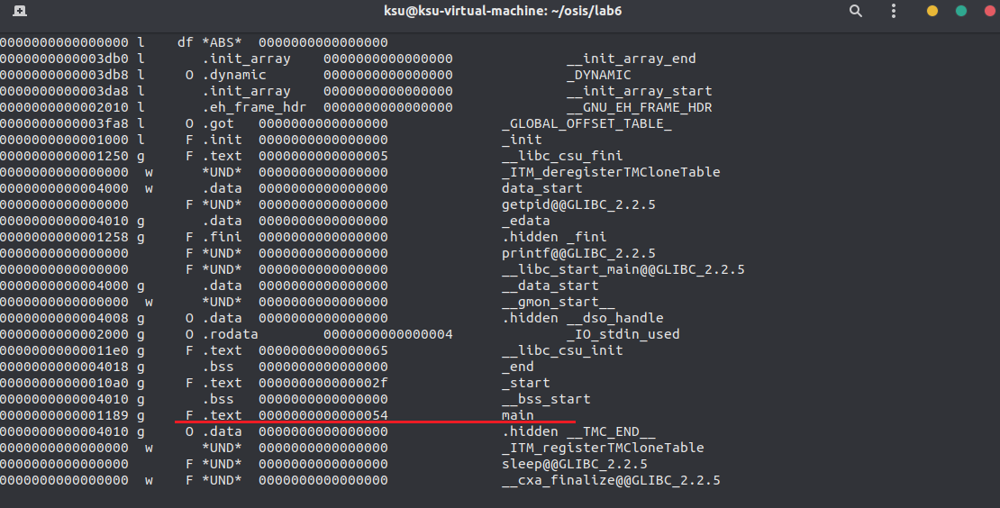 ksu@ksu-virtual-machine: ~/osis/lab6
0000000000000000 l    df *ABS*  0000000000000000
0000000000003db0 l       .init_array    0000000000000000              __init_array_end
0000000000003db8 l     O .dynamic       0000000000000000              _DYNAMIC
0000000000003da8 l       .init_array    0000000000000000              __init_array_start
0000000000002010 l       .eh_frame_hdr  0000000000000000              __GNU_EH_FRAME_HDR
0000000000003fa8 l     O .got   0000000000000000              _GLOBAL_OFFSET_TABLE_
0000000000001000 l     F .init  0000000000000000              _init
0000000000001250 g     F .text  0000000000000005              __libc_csu_fini
0000000000000000  w      *UND*  0000000000000000              _ITM_deregisterTMCloneTable
0000000000004000  w      .data  0000000000000000              data_start
0000000000000000       F *UND*  0000000000000000              getpid@@GLIBC_2.2.5
0000000000004010 g       .data  0000000000000000              _edata
0000000000001258 g     F .fini  0000000000000000              .hidden _fini
0000000000000000       F *UND*  0000000000000000              printf@@GLIBC_2.2.5
0000000000000000       F *UND*  0000000000000000              __libc_start_main@@GLIBC_2.2.5
0000000000004000 g       .data  0000000000000000              __data_start
0000000000000000  w      *UND*  0000000000000000              __gmon_start__
0000000000004008 g     O .data  0000000000000000              .hidden __dso_handle
0000000000002000 g     O .rodata        0000000000000004              _IO_stdin_used
00000000000011e0 g     F .text  0000000000000065              __libc_csu_init
0000000000004018 g       .bss   0000000000000000              _end
00000000000010a0 g     F .text  000000000000002f              _start
0000000000004010 g       .bss   0000000000000000              __bss_start
0000000000001189 g     F .text  0000000000000054              main
0000000000004010 g     O .data  0000000000000000              .hidden __TMC_END__
0000000000000000  w      *UND*  0000000000000000              _ITM_registerTMCloneTable
0000000000000000       F *UND*  0000000000000000              sleep@@GLIBC_2.2.5
0000000000000000  w    F *UND*  0000000000000000              __cxa_finalize@@GLIBC_2.2.5